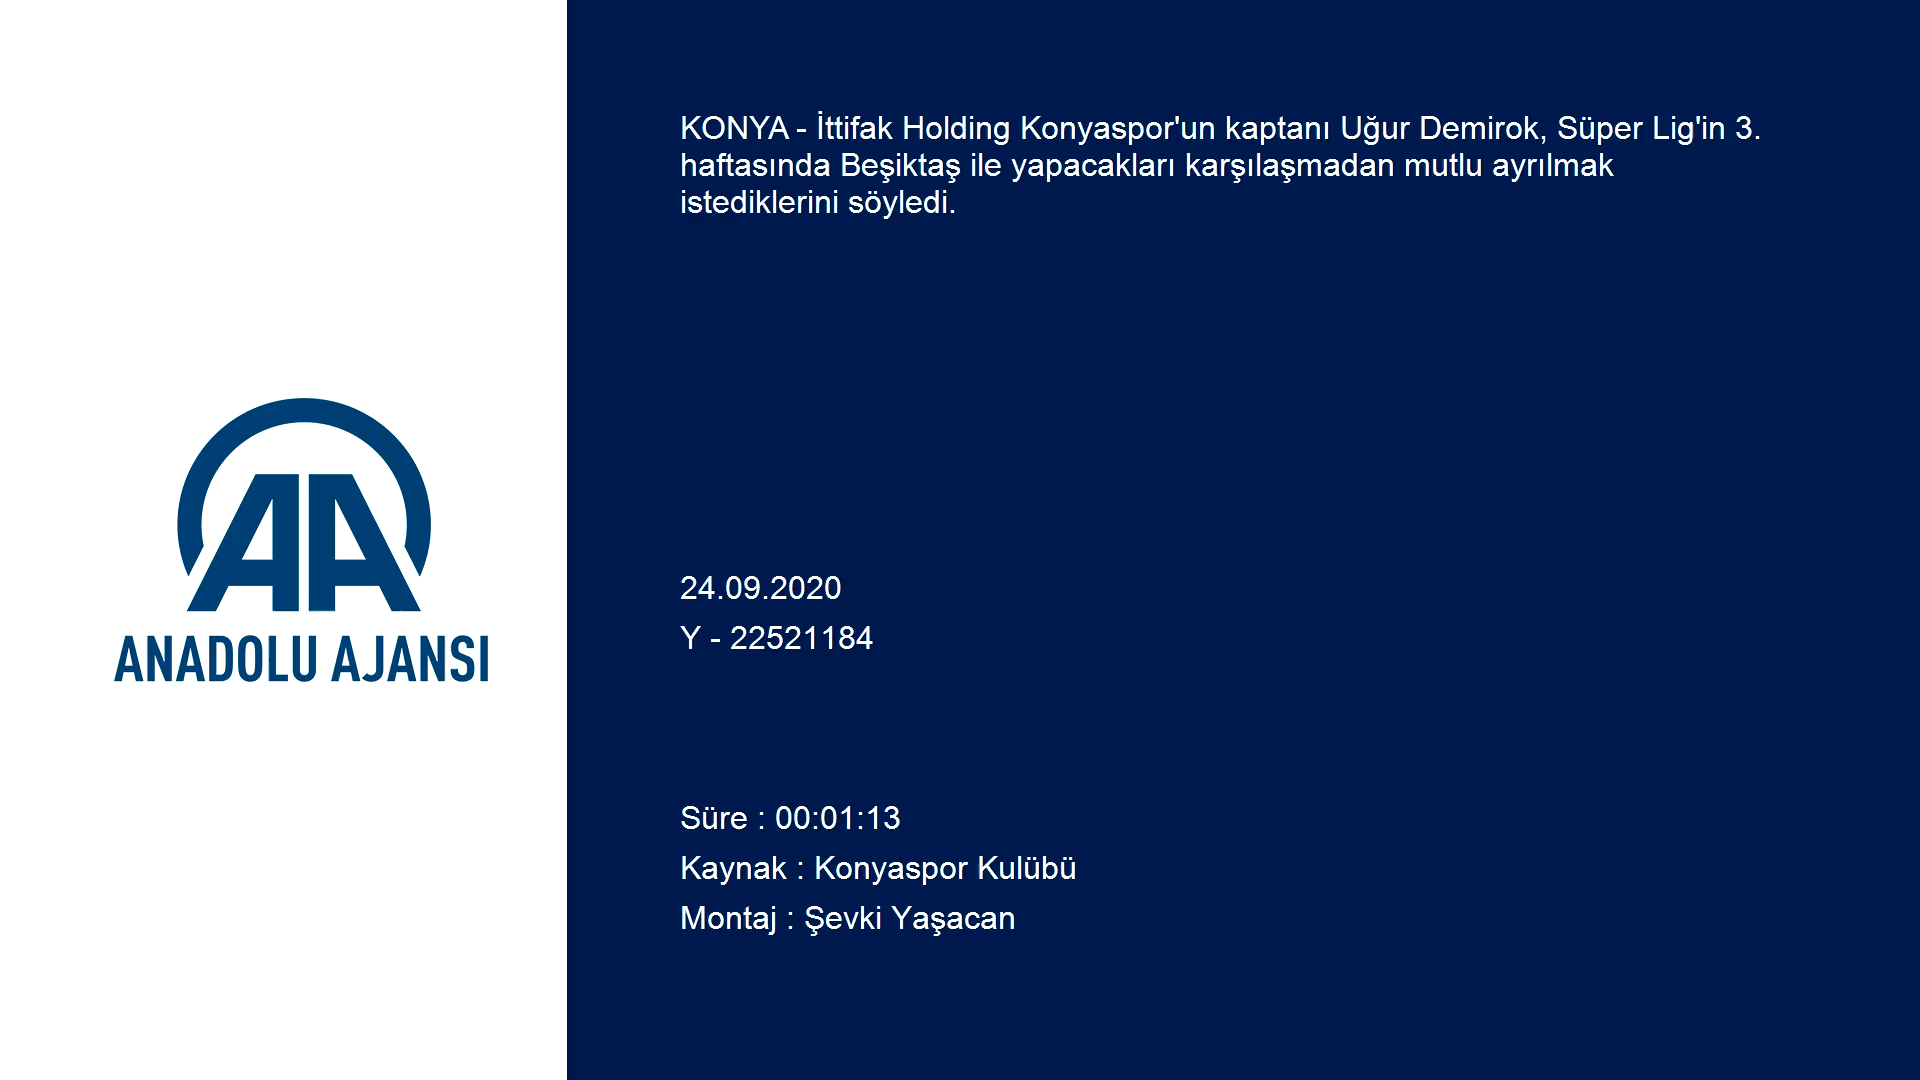 KONYA - İttifak Holding Konyaspor'un kaptanı Uğur Demirok, Süper Lig'in 3.
haftasında Beşiktaş ile yapacakları karşılaşmadan mutlu ayrılmak
istediklerini söyledi.
AA
ANADOLU AJANSI
24.09.2020
Y - 22521184
Süre : 00:01:13
Kaynak : Konyaspor Kulübü
Montaj : Şevki Yaşacan